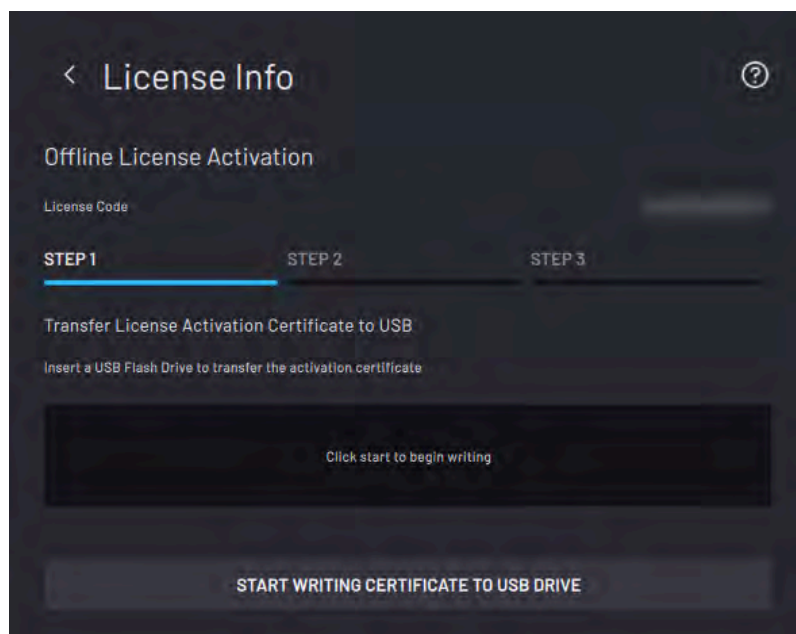 License Info
Offline License Activation
License Code
STEP 1 STEP 2 STEP 3
Transfer License Activation Certificate to USB
Insert a USB Flash Drive to transfer the activation certificate
Click start to begin writing
START WRITING CERTIFICATE TO USB DRIVE